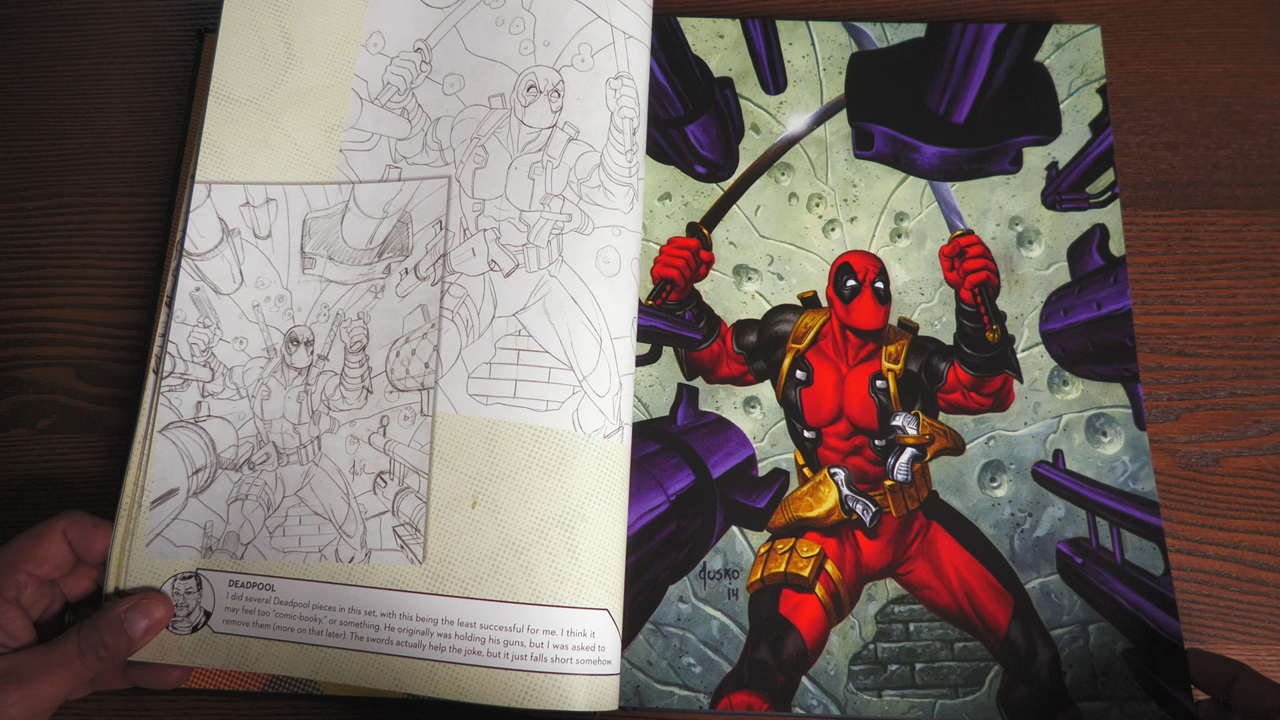 DEADPOOL
I did several Deadpool pieces in this set, with this being the least successful for me. I think it
may feel too "comic-booky," or something. He originally was holding his guns, but I was asked to
remove them (more on that later). The swords actually help the joke, but it just falls short somehow.
JUSKO
14